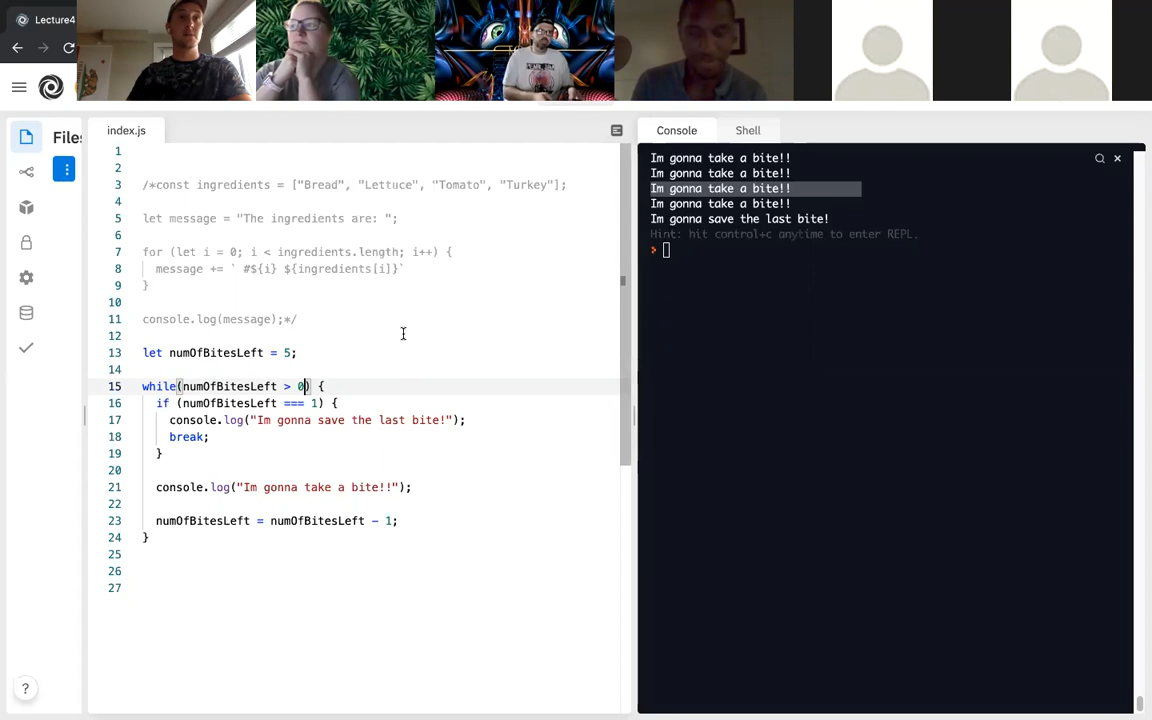 Lecture4
Files
index.js
1
2
3 /*const ingredients = ["Bread", "Lettuce", "Tomato", "Turkey"];
4
5 let message = "The ingredients are: ";
6
7 for (let i = 0; i < ingredients.length; i++) {
8 message += ` #${i} ${ingredients[i]}`
9 }
10
11 console.log(message);*/
12
13 let numOfBitesLeft = 5;
14
15 while(numOfBitesLeft > 0) {
16 if (numOfBitesLeft === 1) {
17 console.log("Im gonna save the last bite!");
18 break;
19 }
20
21 console.log("Im gonna take a bite!!");
22
23 numOfBitesLeft = numOfBitesLeft - 1;
24 }
25
26
27
?
Console Shell
Im gonna take a bite!!
Im gonna take a bite!!
Im gonna take a bite!!
Im gonna take a bite!!
Im gonna save the last bite!
Hint: hit control+c anytime to enter REPL.
>